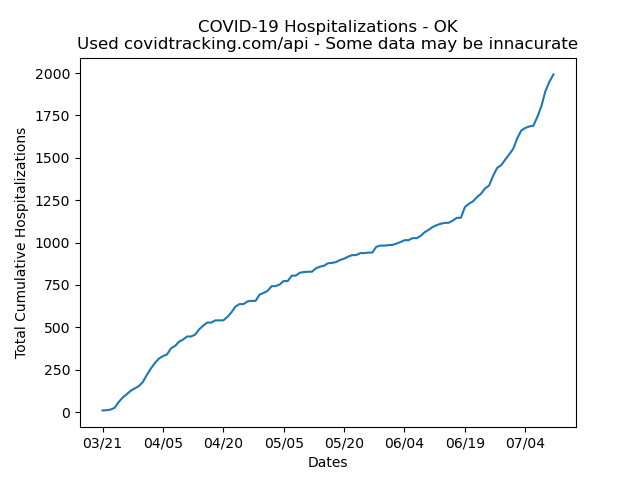 COVID-19 Hospitalizations - OK
Used covidtracking.com/api - Some data may be innacurate
Total Cumulative Hospitalizations
2000
1750
1500
1250
1000
750
500
250
0
03/21 04/05 04/20 05/05 05/20 06/04 06/19 07/04
Dates